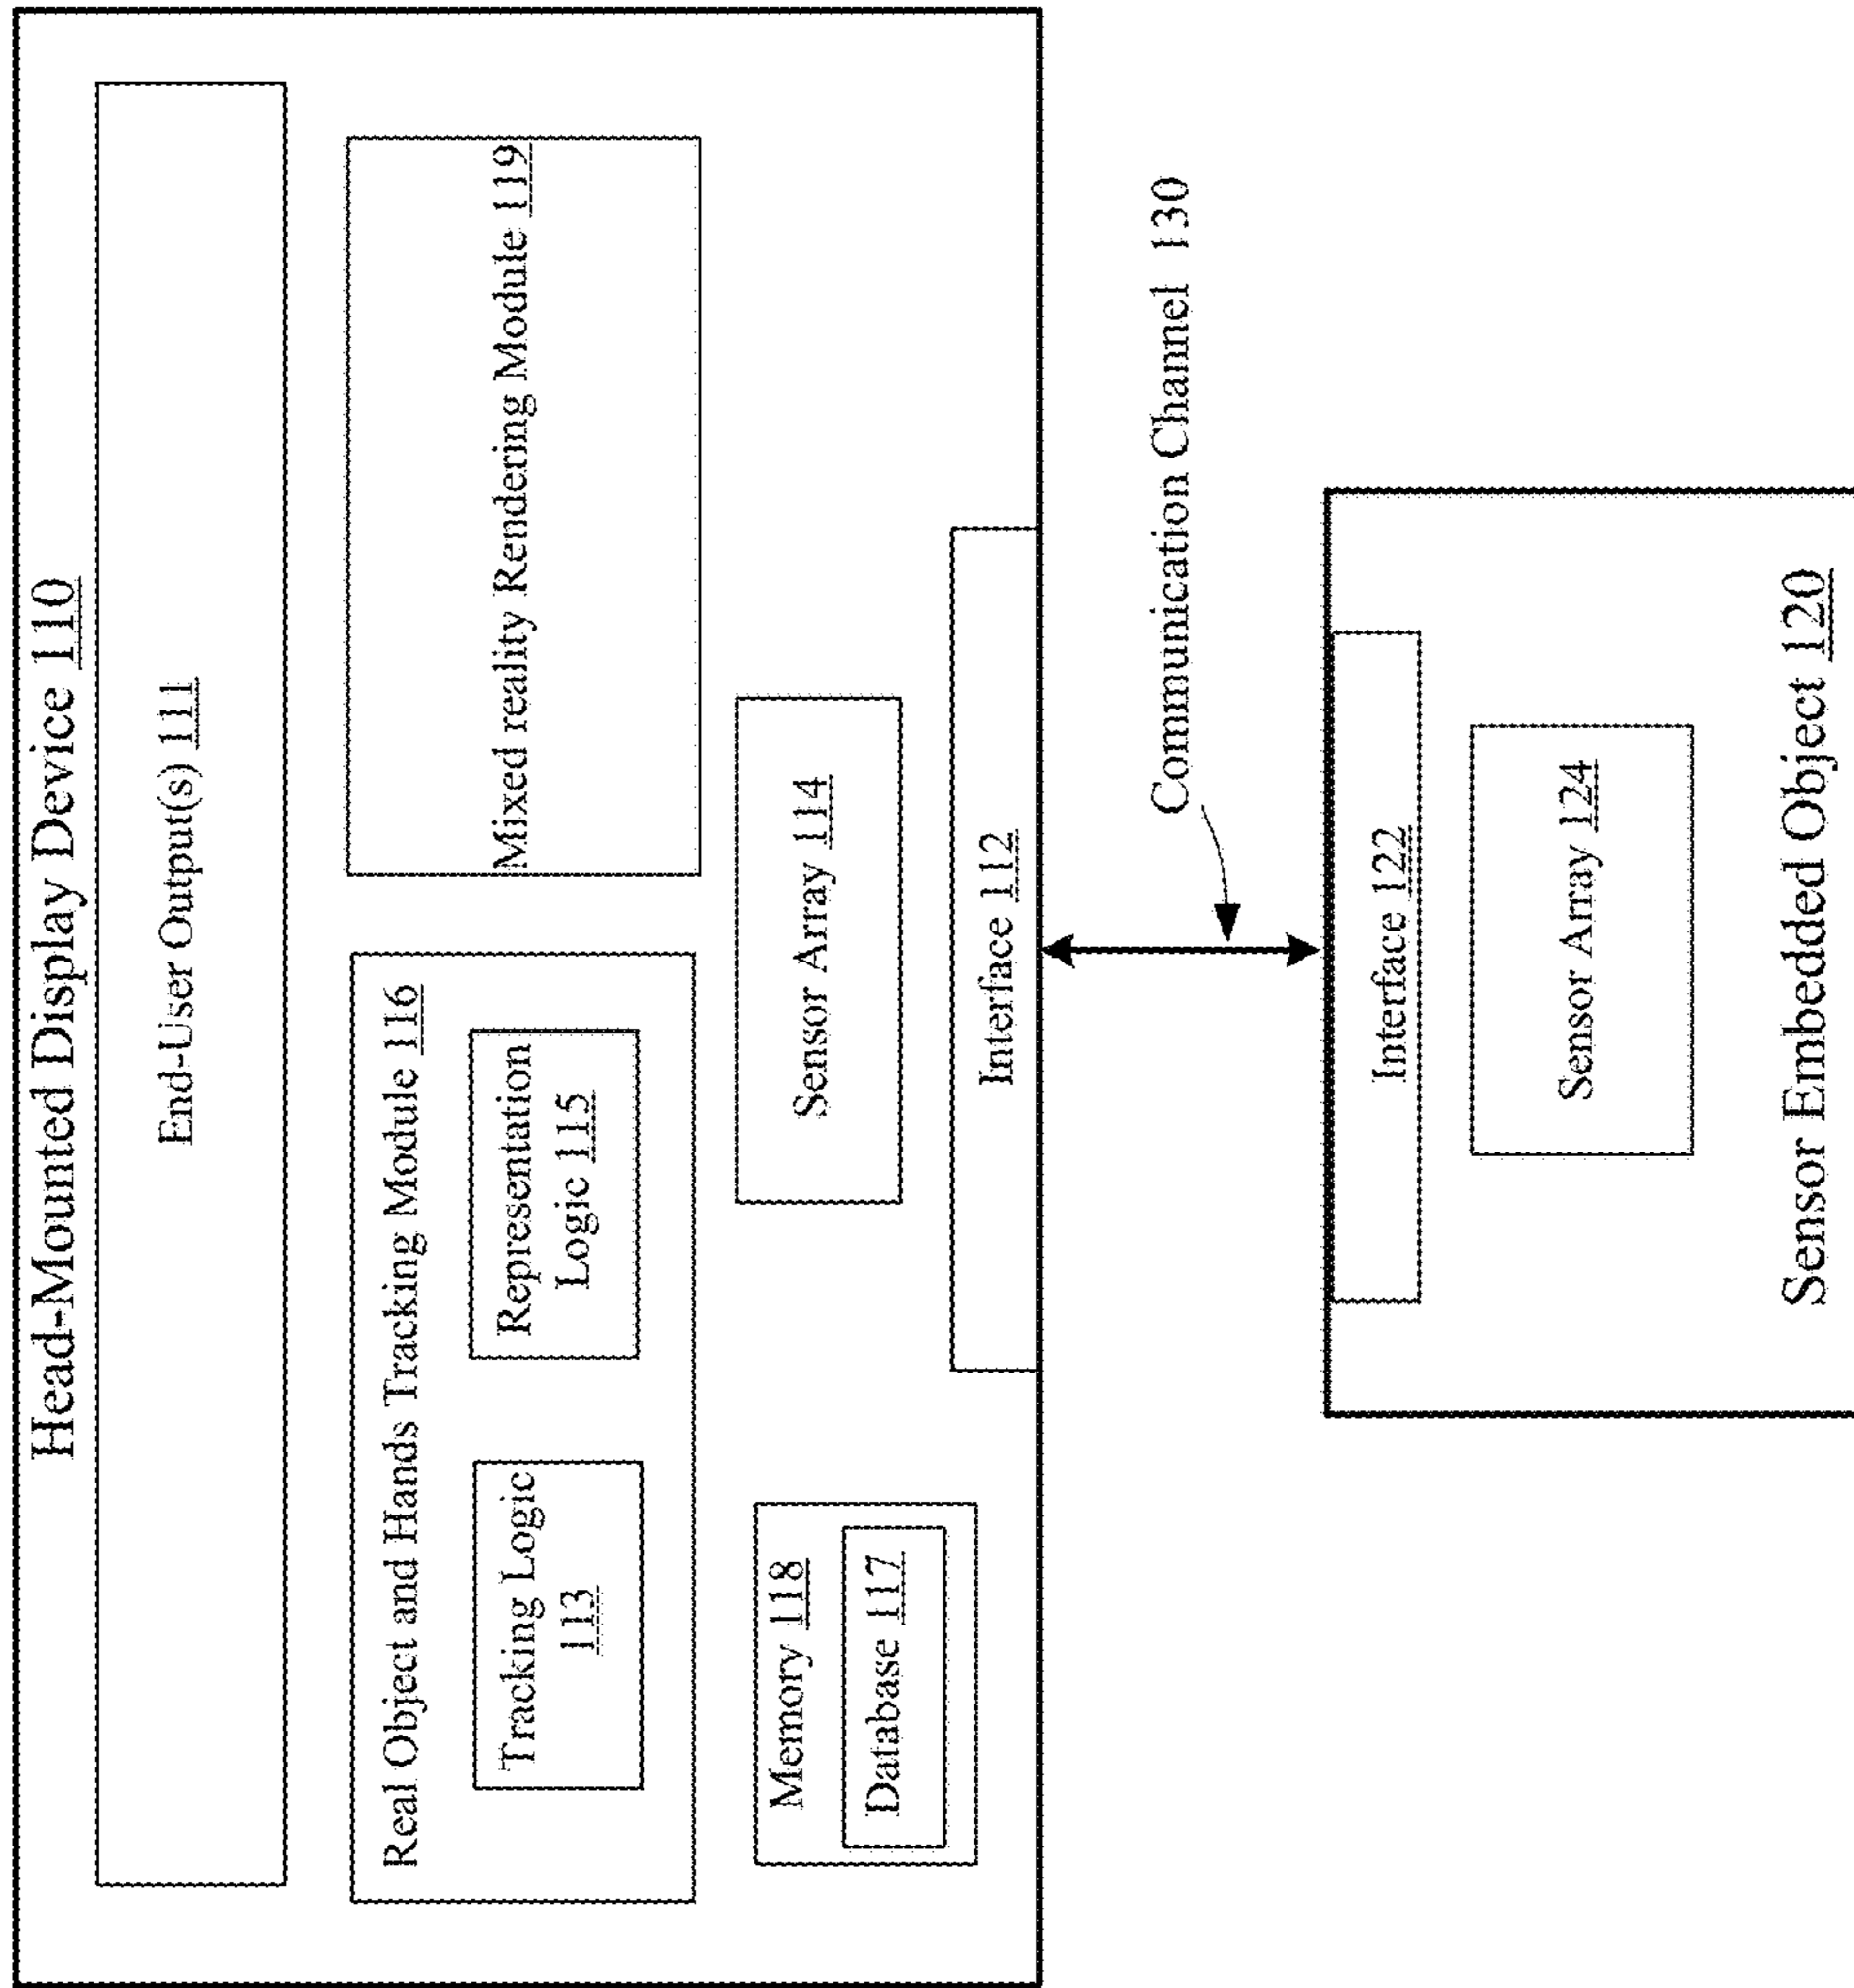 Head-Mounted Display Device 110
End-User Output(s) 111
Real Object and Hands Tracking Module 116
Tracking Logic
113
Representation
Logic 115
Mixed reality Rendering Module 119
Memory 118
Database 117
Sensor Array 114
Interface 112
Communication Channel 130
Interface 122
Sensor Array 124
Sensor Embedded Object 120